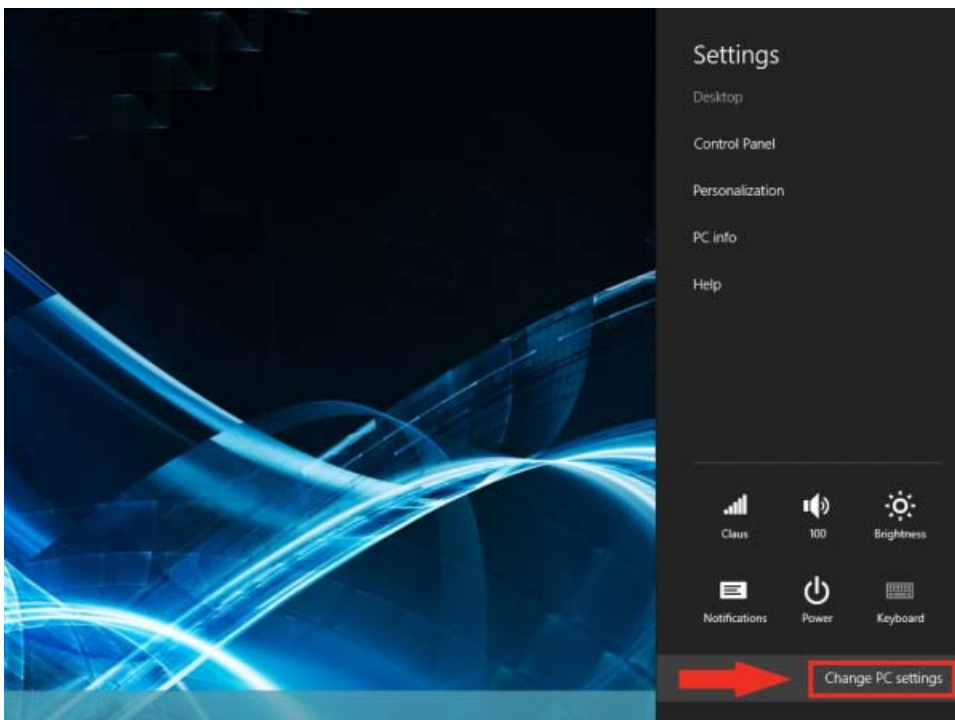 Settings
Desktop
Control Panel
Personalization
PC info
Help
Claus
100
Brightness
Notifications
Power
Keyboard
Change PC settings